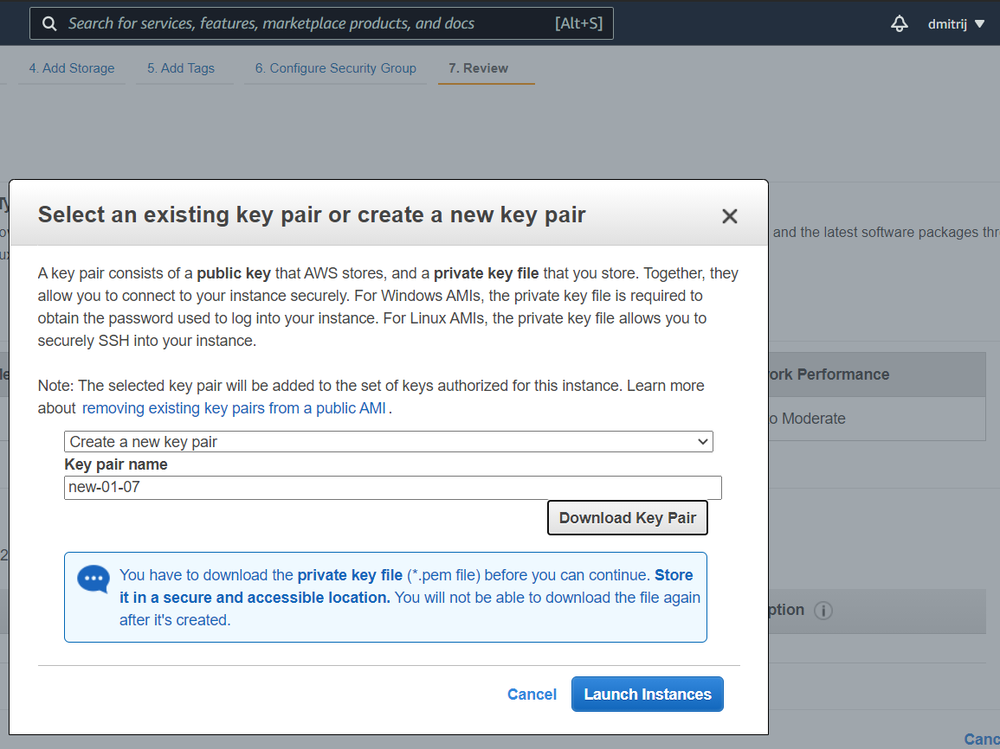 Search for services, features, marketplace products, and docs [Alt+S]
dmitrij
4. Add Storage 5. Add Tags 6. Configure Security Group 7. Review
Select an existing key pair or create a new key pair
and the latest software packages
A key pair consists of a public key that AWS stores, and a private key file that you store. Together, they
allow you to connect to your instance securely. For Windows AMIs, the private key file is required to
obtain the password used to log into your instance. For Linux AMIs, the private key file allows you to
securely SSH into your instance.
Note: The selected key pair will be added to the set of keys authorized for this instance. Learn more
about removing existing key pairs from a public AMI.
Performance
Moderate
Create a new key pair
Key pair name
new-01-07
Download Key Pair
You have to download the private key file (*.pem file) before you can continue. Store
it in a secure and accessible location. You will not be able to download the file again
after it's created.
Cancel
Launch Instances